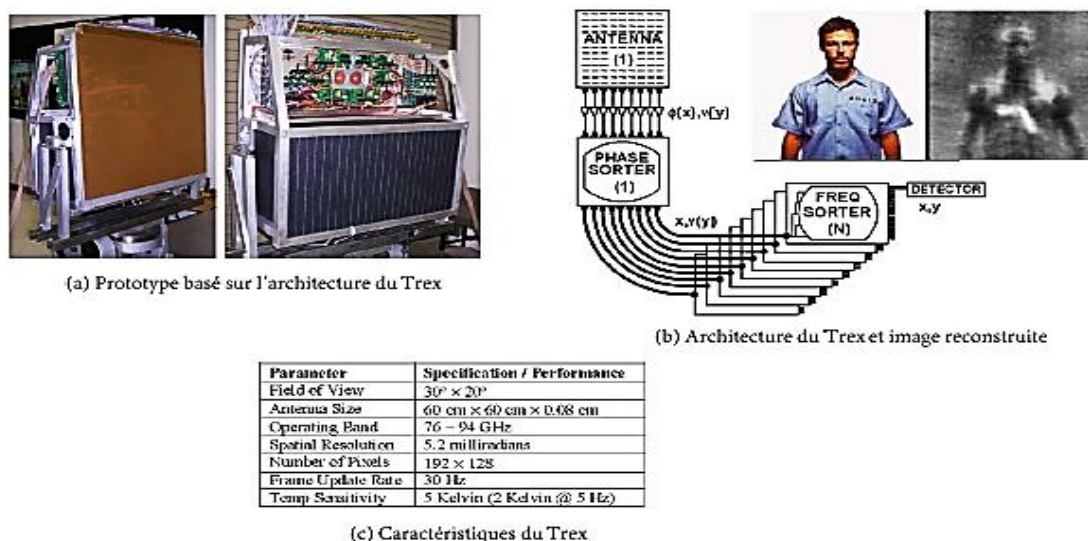 ANTENNA
(1)
ϕ(x),ν(y)
PHASE
SORTER
(1)
x,ν(y)
FREQ
SORTER
(N)
DETECTOR
x,y
(a) Prototype basé sur l'architecture du Trex
(b) Architecture du Trex et image reconstruite
Parameter Specification / Performance
Field of View 30° × 20°
Antenna Size 60 cm × 60 cm × 0.08 cm
Operating Band 76 – 94 GHz
Spatial Resolution 5.2 milliradians
Number of Pixels 192 × 128
Frame Update Rate 30 Hz
Temp Sensitivity 5 Kelvin (2 Kelvin @ 5 Hz)
(c) Caractéristiques du Trex